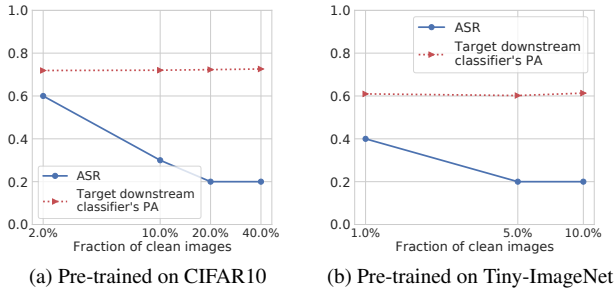 1.0
0.8
0.6
0.4
0.2
0.0
ASR
Target downstream
classifier's PA
2.0%
10.0%
20.0%
40.0%
Fraction of clean images
(a) Pre-trained on CIFAR10
1.0
0.8
0.6
0.4
0.2
0.0
ASR
Target downstream
classifier's PA
1.0%
5.0%
10.0%
Fraction of clean images
(b) Pre-trained on Tiny-ImageNet